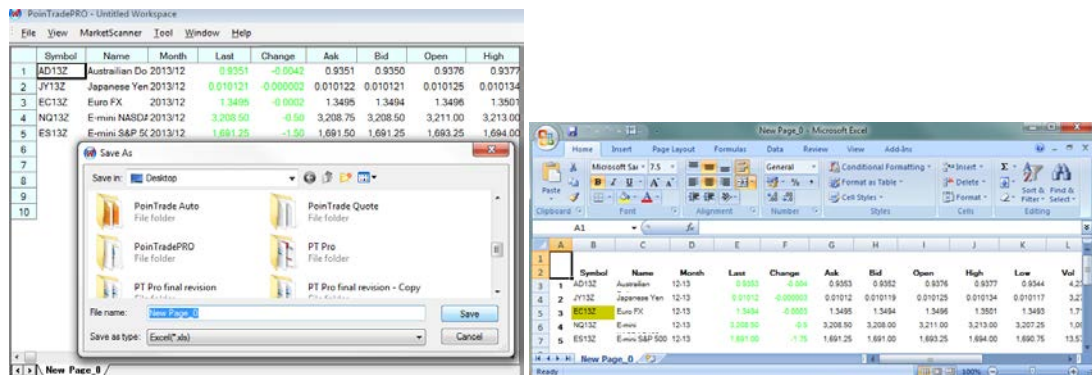 PoinTradePRO - Untitled Workspace
File View MarketScanner Tool Window Help
Symbol Name Month Last Change Ask Bid Open High
1 AD13Z Austrailian Do 2013/12 0.9351 -0.0042 0.9351 0.9350 0.9376 0.9377
2 JY13Z Japanese Yen 2013/12 0.010121 -0.000002 0.010122 0.010121 0.010125 0.010134
3 EC13Z Euro FX 2013/12 1.3495 -0.0002 1.3495 1.3494 1.3496 1.3501
4 NQ13Z E-mini NASDA 2013/12 3,208.50 -0.50 3,208.75 3,208.50 3,211.00 3,213.00
5 ES13Z E-mini S&P 50 2013/12 1,691.25 -1.50 1,691.50 1,691.25 1,693.25 1,694.00
6
7
8
9
10
Save As
Save in: Desktop
PoinTrade Auto
File folder
PoinTrade Quote
File folder
PoinTradePRO
File folder
PT Pro
File folder
PT Pro final revision
PT Pro final revision - Copy
File name: New Page_0
Save
Save as type: Excel(*.xls)
Cancel
New Page_0
New Page_0 - Microsoft Excel
Home Insert Page Layout Formulas Data Review View Add-Ins
Paste
Microsoft Sar 7.5
General
Conditional Formatting
Format as Table
Cell Styles
Insert
Delete
Format
Sort & Filter
Find & Select
Clipboard Font Alignment Number Styles Cells Editing
A1 fx
A B C D E F G H I J K L
1
2 Symbol Name Month Last Change Ask Bid Open High Low Vol
3 1 AD13Z Australian 12-13 0.9353 -0.004 0.9353 0.9352 0.9376 0.9377 0.9344
4 2 JY13Z Japanese Yen 12-13 0.01012 -0.000003 0.01012 0.010119 0.010125 0.010134 0.010117
5 3 EC13Z Euro FX 12-13 1.3494 -0.0003 1.3495 1.3494 1.3496 1.3501 1.3493
6 4 NQ13Z E-mini 12-13 3,208.50 -0.5 3,208.50 3,208.00 3,211.00 3,213.00 3,207.25
7 5 ES13Z E-mini S&P 500 12-13 1,691.00 -1.75 1,691.25 1,691.00 1,693.25 1,694.00 1,690.75
New Page_0
Ready 100%